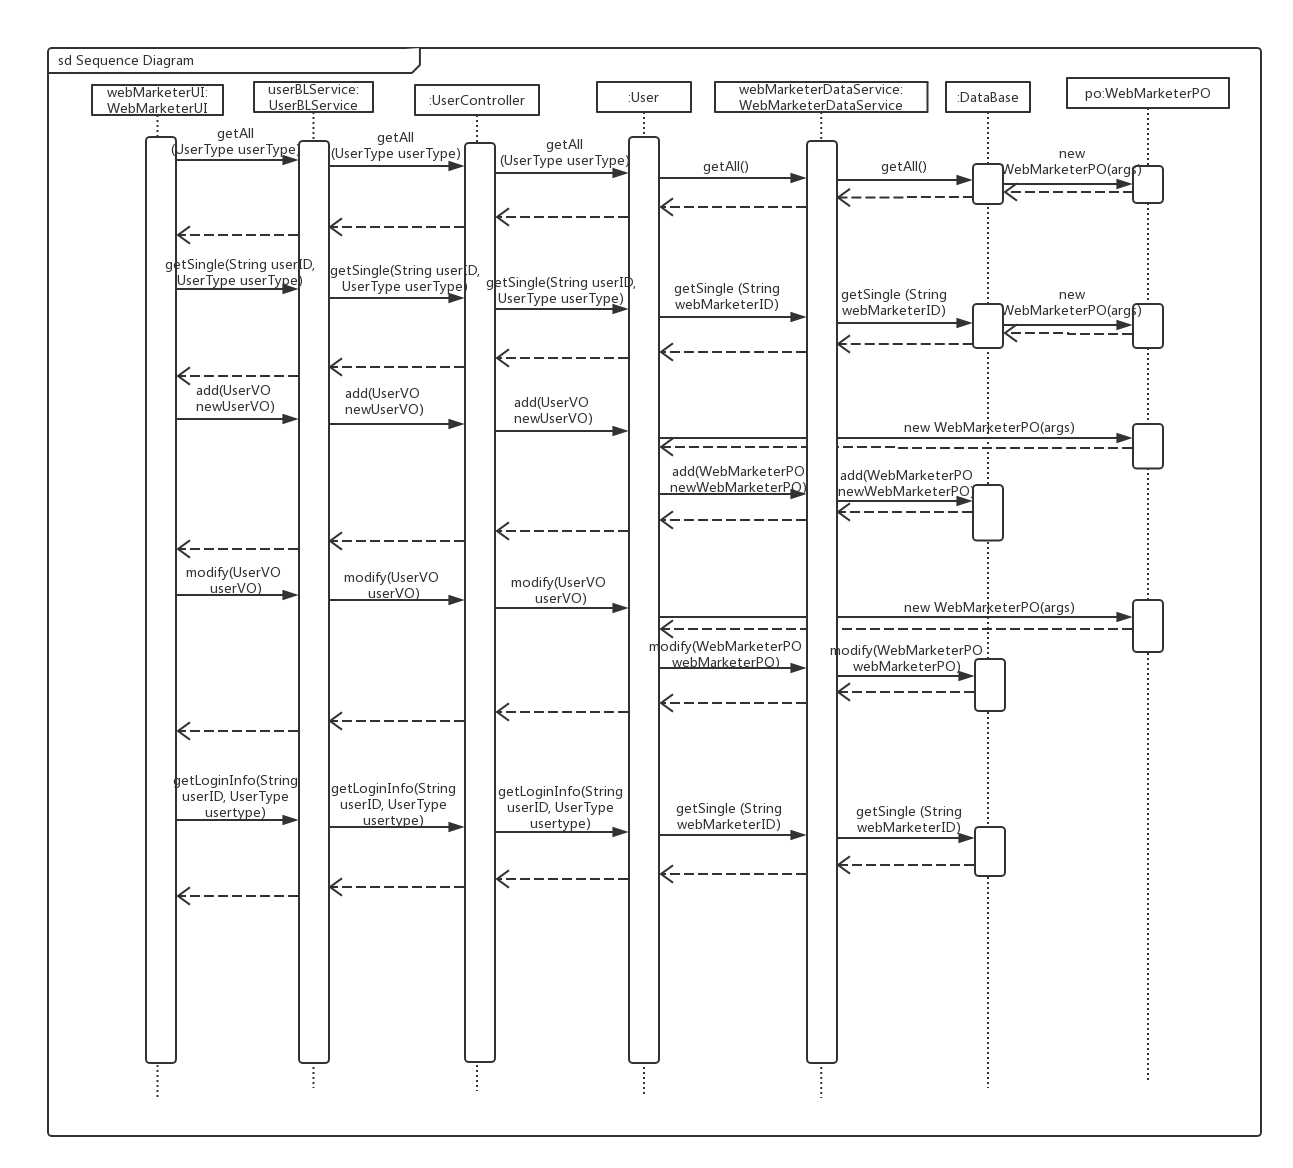 sd Sequence Diagram
webMarketerUI:
WebMarketerUI
userBLService:
UserBLService
:UserController
:User
webMarketerDataService:
WebMarketerDataService
:DataBase
po:WebMarketerPO
getAll
(UserType userType)
getAll
(UserType userType)
getAll
(UserType userType)
getAll()
getAll()
new
WebMarketerPO(args)
getSingle(String userID,
UserType userType)
getSingle(String userID,
UserType userType)
getSingle(String userID,
UserType userType)
getSingle (String
webMarketerID)
getSingle (String
webMarketerID)
new
WebMarketerPO(args)
add(UserVO
newUserVO)
add(UserVO
newUserVO)
add(UserVO
newUserVO)
new WebMarketerPO(args)
add(WebMarketerPO
newWebMarketerPO)
add(WebMarketerPO
newWebMarketerPO)
modify(UserVO
userVO)
modify(UserVO
userVO)
modify(UserVO
userVO)
new WebMarketerPO(args)
modify(WebMarketerPO
webMarketerPO)
modify(WebMarketerPO
webMarketerPO)
getLoginInfo(String
userID, UserType
usertype)
getLoginInfo(String
userID, UserType
usertype)
getLoginInfo(String
userID, UserType
usertype)
getSingle (String
webMarketerID)
getSingle (String
webMarketerID)